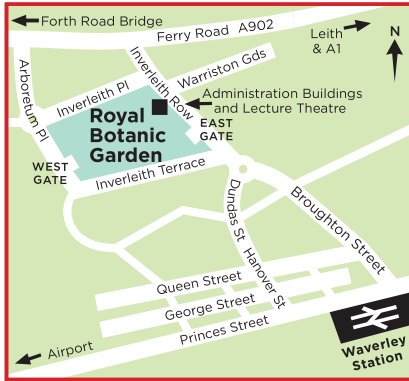 Forth Road Bridge
Ferry Road A902
Leith
& A1
N
Arboretum Pl
Inverleith Pl
Inverleith Row
Warriston Gds
Administration Buildings
and Lecture Theatre
Royal
Botanic
Garden
EAST
GATE
WEST
GATE
Inverleith Terrace
Dundas St
Hanover St
Broughton Street
Queen Street
George Street
Princes Street
Airport
Waverley
Station